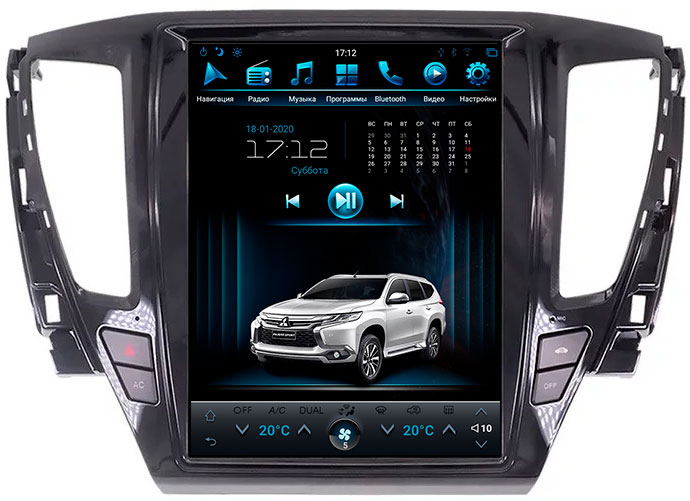 17:12
Навигация Радио Музыка Программы Bluetooth Видео Настройки
18-01-2020
17:12
Суббота
ВС ПН ВТ СР ЧТ ПТ СБ
29 30 31 1 2 3 4
5 6 7 8 9 10 11
12 13 14 15 16 17 18
19 20 21 22 23 24 25
26 27 28 29 30 31 1
2 3 4 5 6 7 8
PAJERO SPORT
MIC
AC
OFF
OFF A/C DUAL
20°C 20°C 10
5